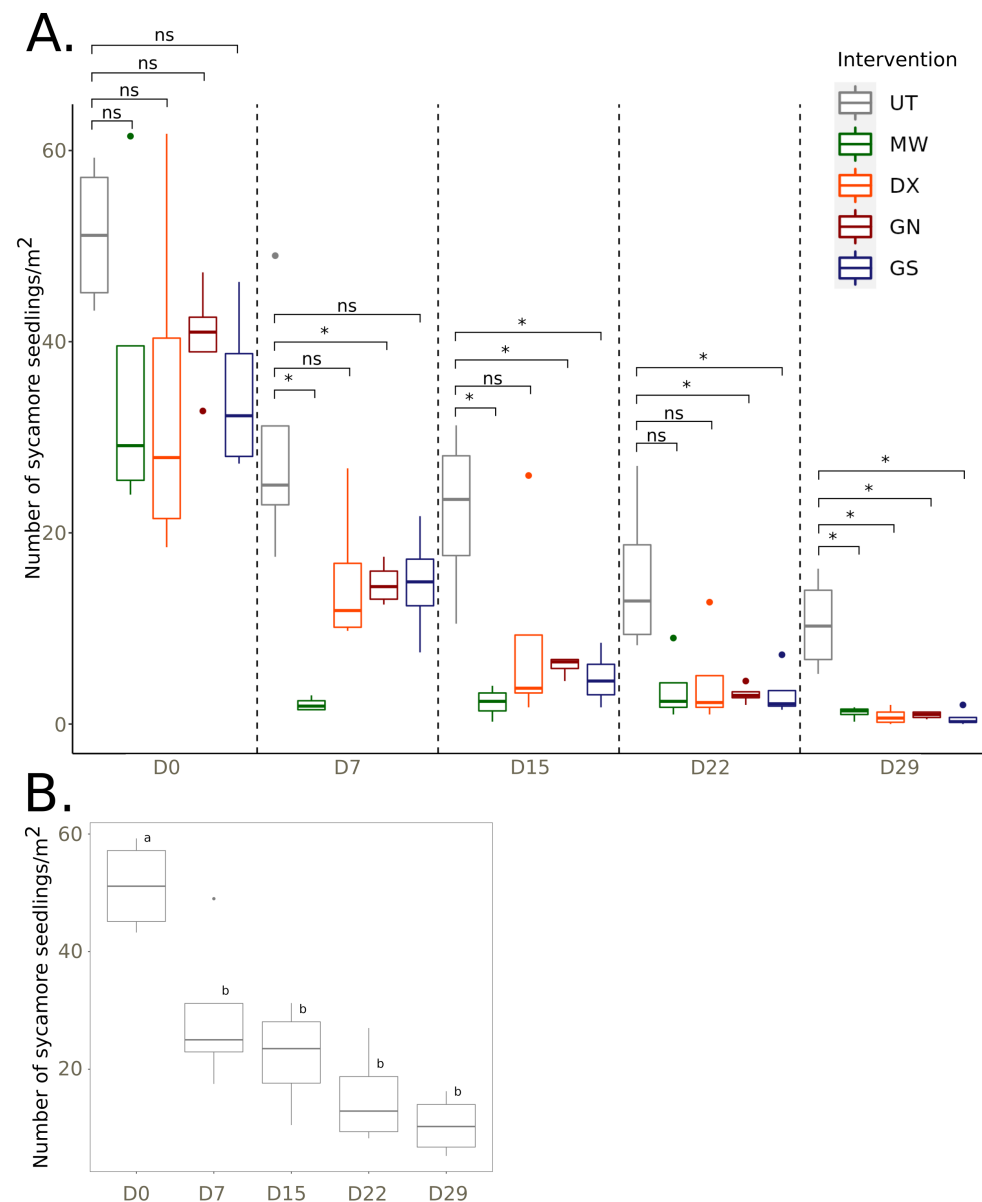 A.
Number of sycamore seedlings/m2
60
40
20
0
ns
ns
ns
ns
ns
*
ns
*
*
*
ns
*
*
*
ns
ns
*
*
*
*
D0
D7
D15
D22
D29
Intervention
UT
MW
DX
GN
GS
B.
Number of sycamore seedlings/m2
60
40
20
a
b
b
b
b
D0
D7
D15
D22
D29